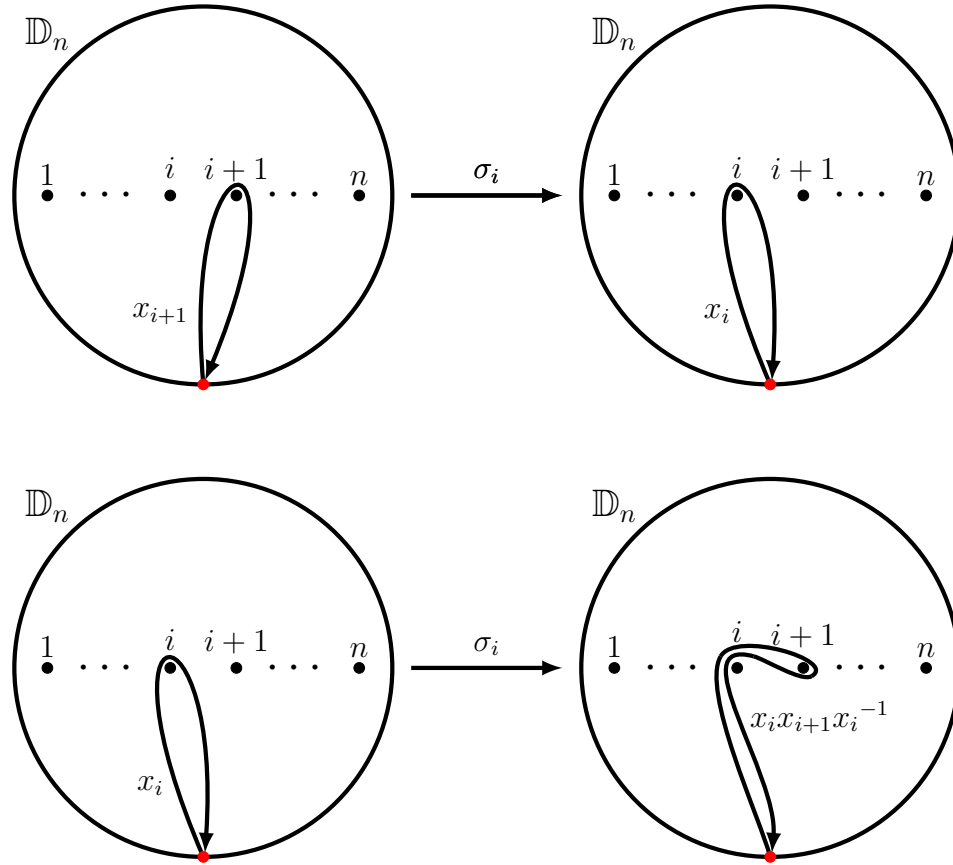 𝔻ₙ 𝔻ₙ
1 ··· i i + 1 ··· n σᵢ 1 ··· i i + 1 ··· n
xᵢ₊₁ xᵢ
𝔻ₙ 𝔻ₙ
1 ··· i i + 1 ··· n σᵢ 1 ··· i i + 1 ··· n
xᵢ xᵢxᵢ₊₁xᵢ⁻¹